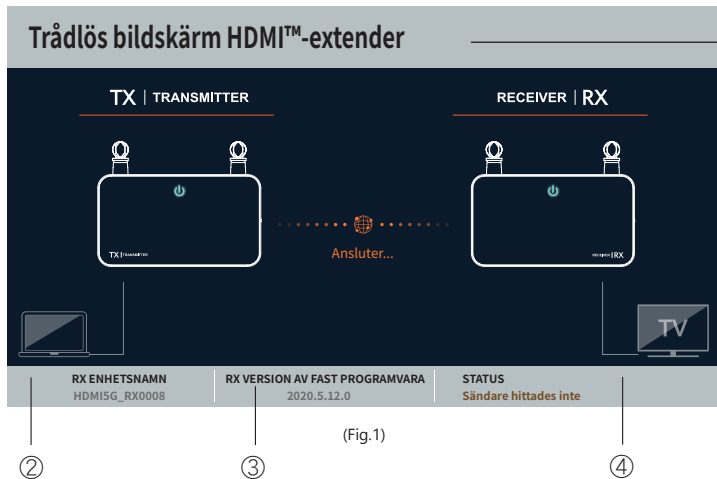 Trådlös bildskärm HDMI™-extender
TX | TRANSMITTER
RECEIVER | RX
TX | TRANSMITTER
RECEIVER | RX
Ansluter...
TV
RX ENHETSNAMN
HDMI5G_RX0008
RX VERSION AV FAST PROGRAMVARA
2020.5.12.0
STATUS
Sändare hittades inte
(Fig.1)
②
③
④